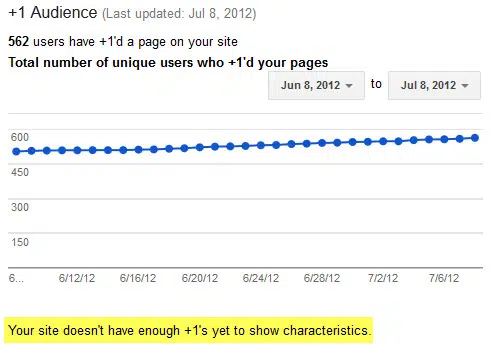 +1 Audience (Last updated: Jul 8, 2012)
562 users have +1'd a page on your site
Total number of unique users who +1'd your pages
Jun 8, 2012 to Jul 8, 2012
600
450
300
150
6... 6/12/12 6/16/12 6/20/12 6/24/12 6/28/12 7/2/12 7/6/12
Your site doesn't have enough +1's yet to show characteristics.